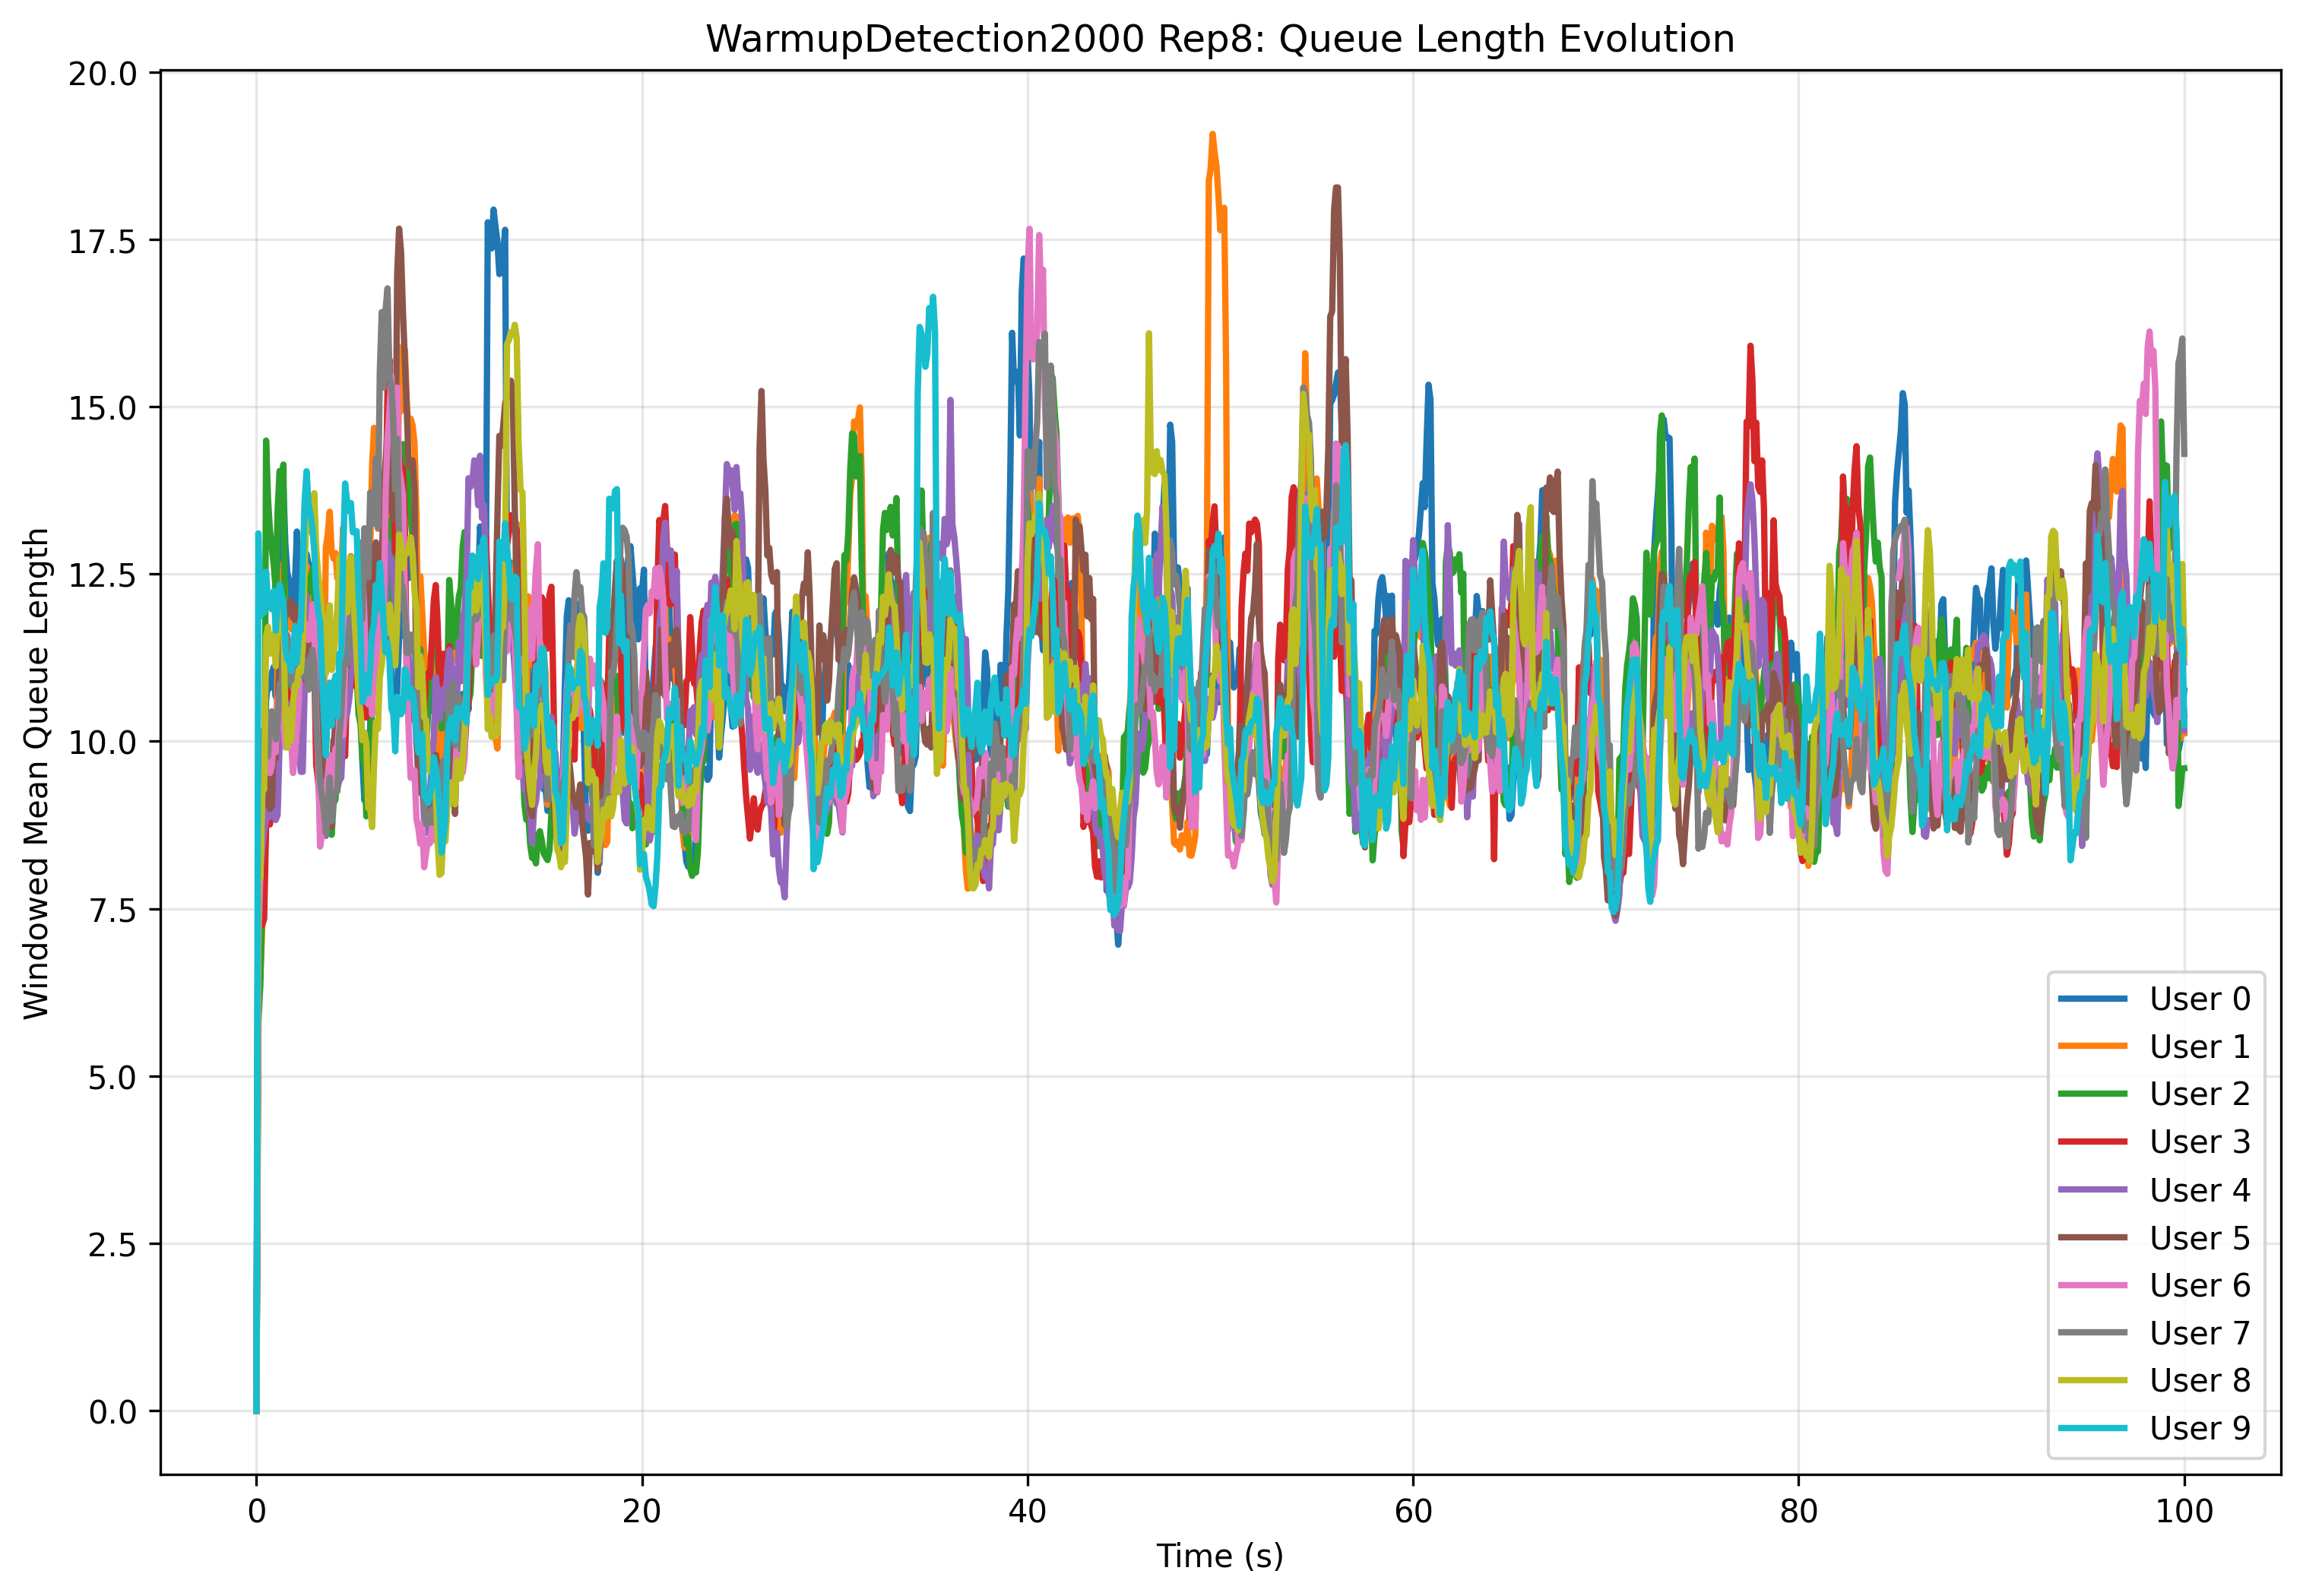 WarmupDetection2000 Rep8: Queue Length Evolution
20.0
17.5
15.0
12.5
10.0
7.5
5.0
2.5
0.0
Windowed Mean Queue Length
0
20
40
60
80
100
Time (s)
User 0
User 1
User 2
User 3
User 4
User 5
User 6
User 7
User 8
User 9